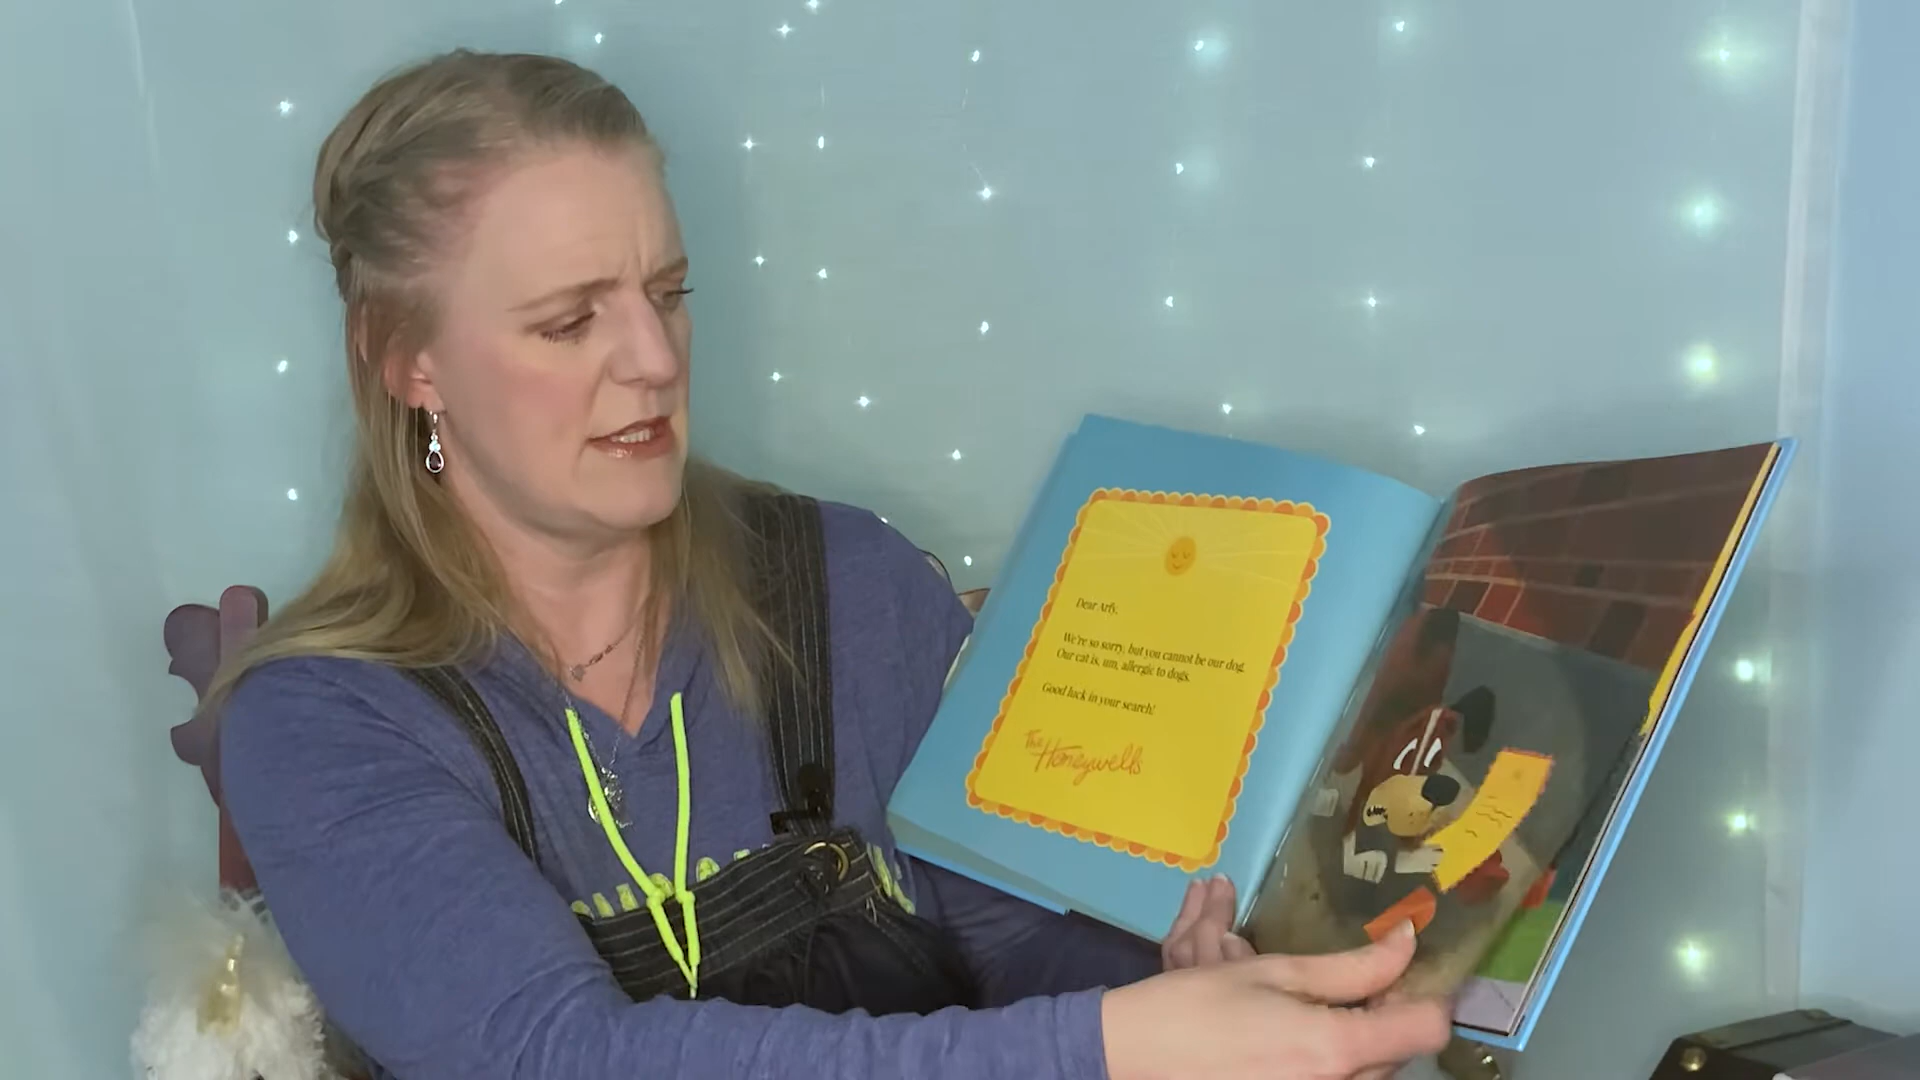 Dear Arfy,
We're so sorry, but you cannot be our dog.
Our cat is, um, allergic to dogs.
Good luck in your search!
The Honeywells